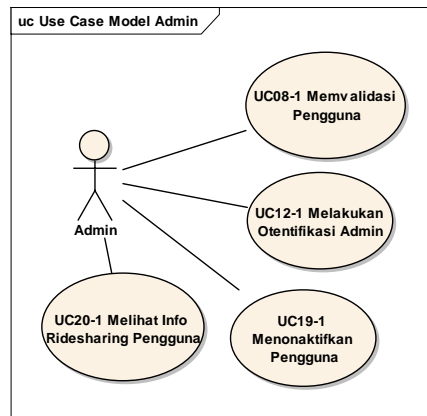 uc Use Case Model Admin
UC08-1 Memvalidasi
Pengguna
Admin
UC12-1 Melakukan
Otentifikasi Admin
UC20-1 Melihat Info
Ridesharing Pengguna
UC19-1
Menonaktifkan
Pengguna